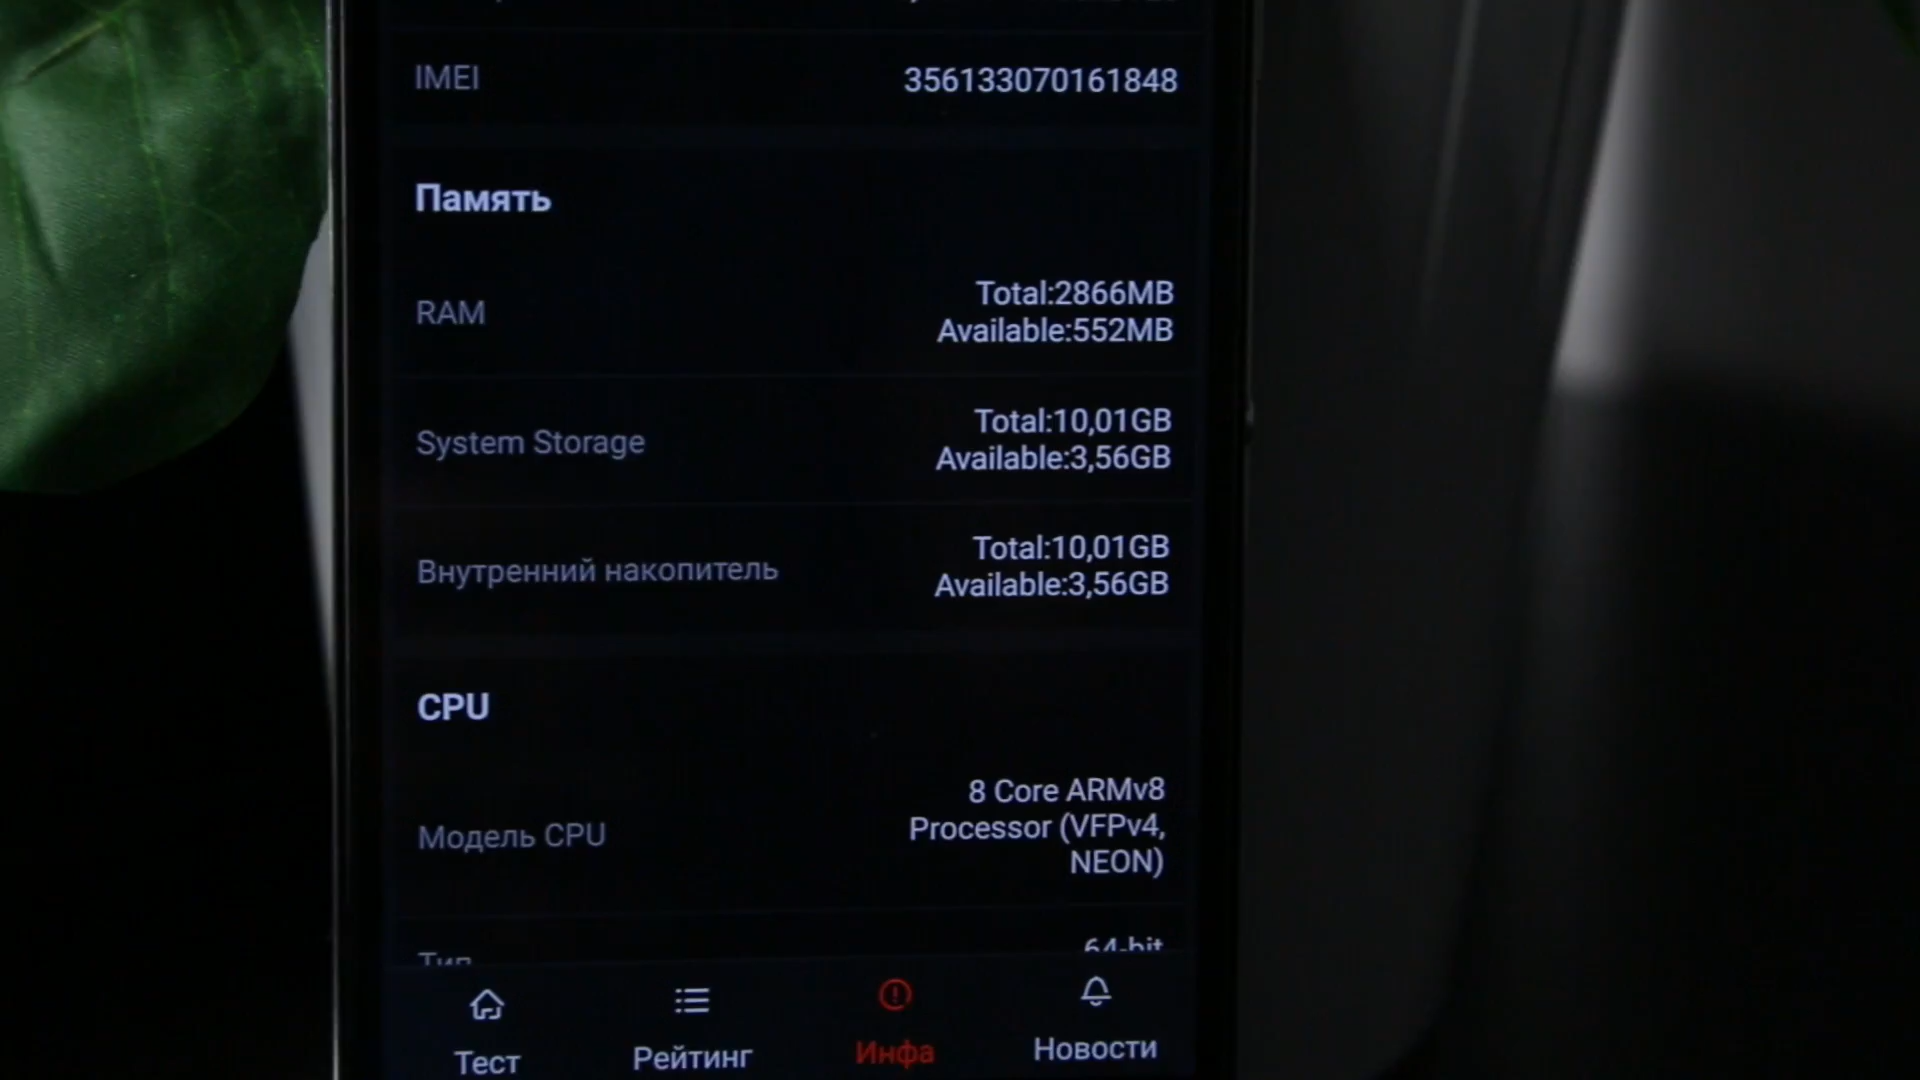 IMEI
356133070161848
Память
RAM
Total:2866MB
Available:552MB
System Storage
Total:10,01GB
Available:3,56GB
Внутренний накопитель
Total:10,01GB
Available:3,56GB
CPU
Модель CPU
8 Core ARMv8
Processor (VFPv4,
NEON)
Тип
64-bit
Тест
Рейтинг
Инфа
Новости